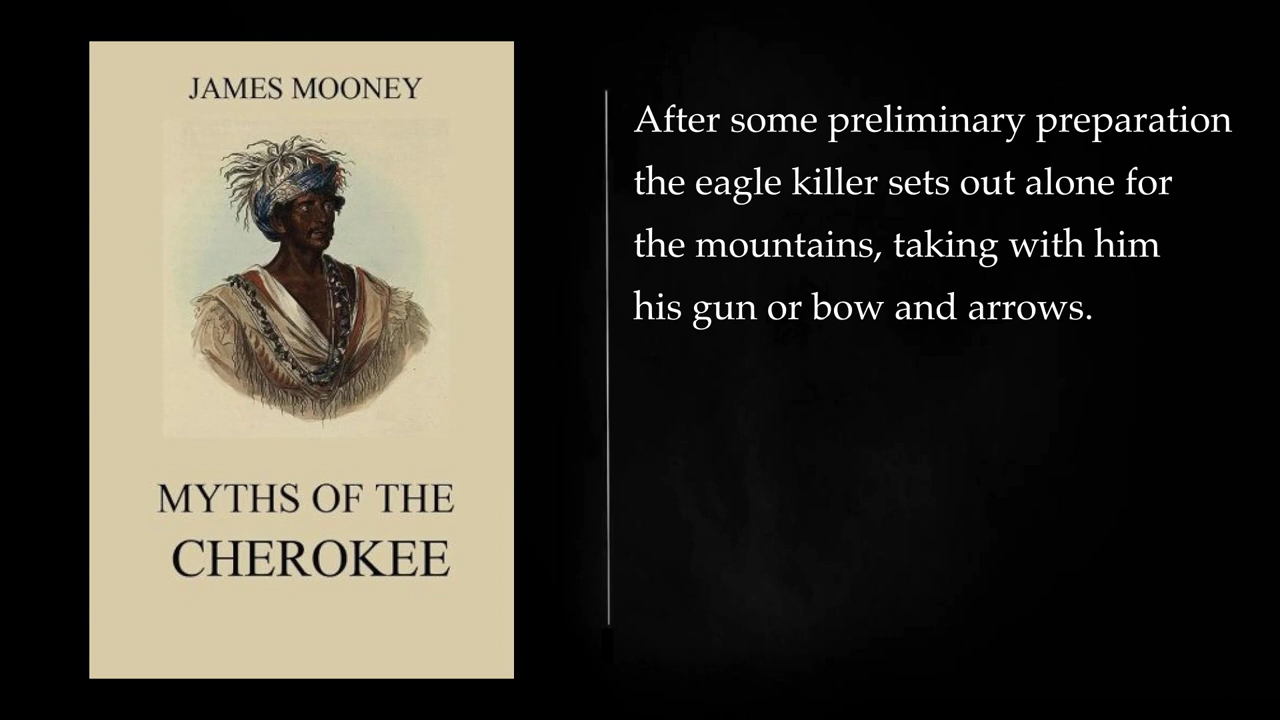 JAMES MOONEY
MYTHS OF THE
CHEROKEE
After some preliminary preparation
the eagle killer sets out alone for
the mountains, taking with him
his gun or bow and arrows.